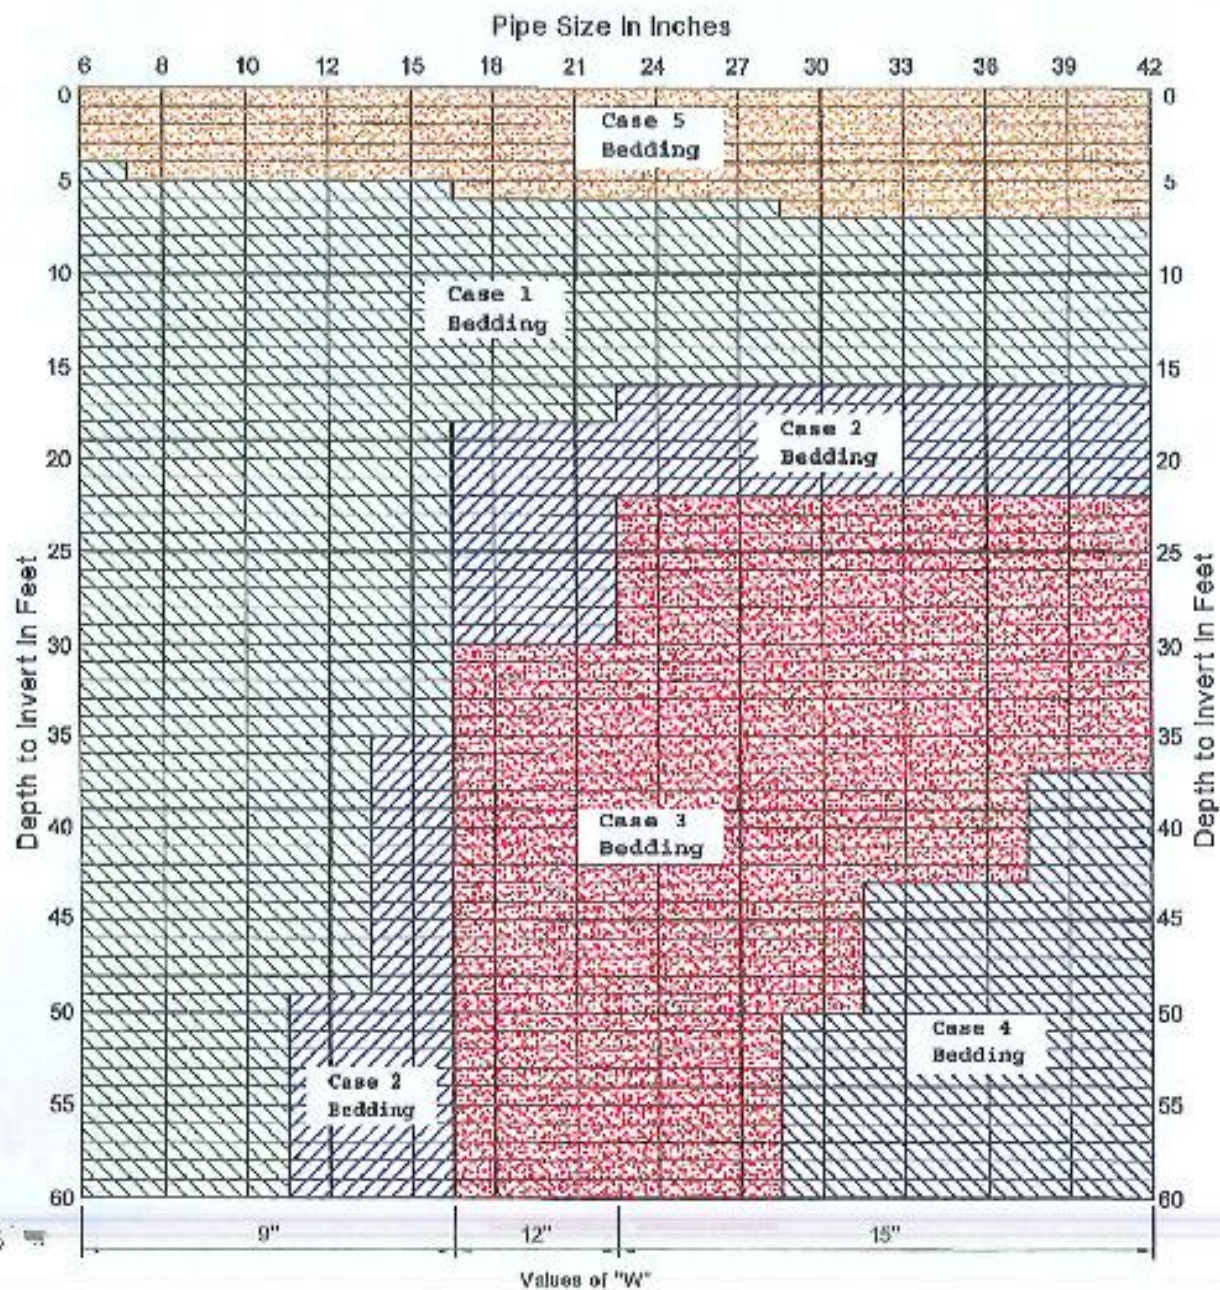 Pipe Size In Inches
6 8 10 12 15 18 21 24 27 30 33 36 39 42
0 0
Case 5
Bedding
5 5
10 10
Case 1
Bedding
15 15
Case 2
Bedding
20 20
25 25
Depth to Invert In Feet
Depth to Invert In Feet
30 30
35 35
40 40
Case 3
Bedding
45 45
50 50
Case 4
Bedding
Case 2
Bedding
55 55
60 60
9" 12" 15"
Values of "W"